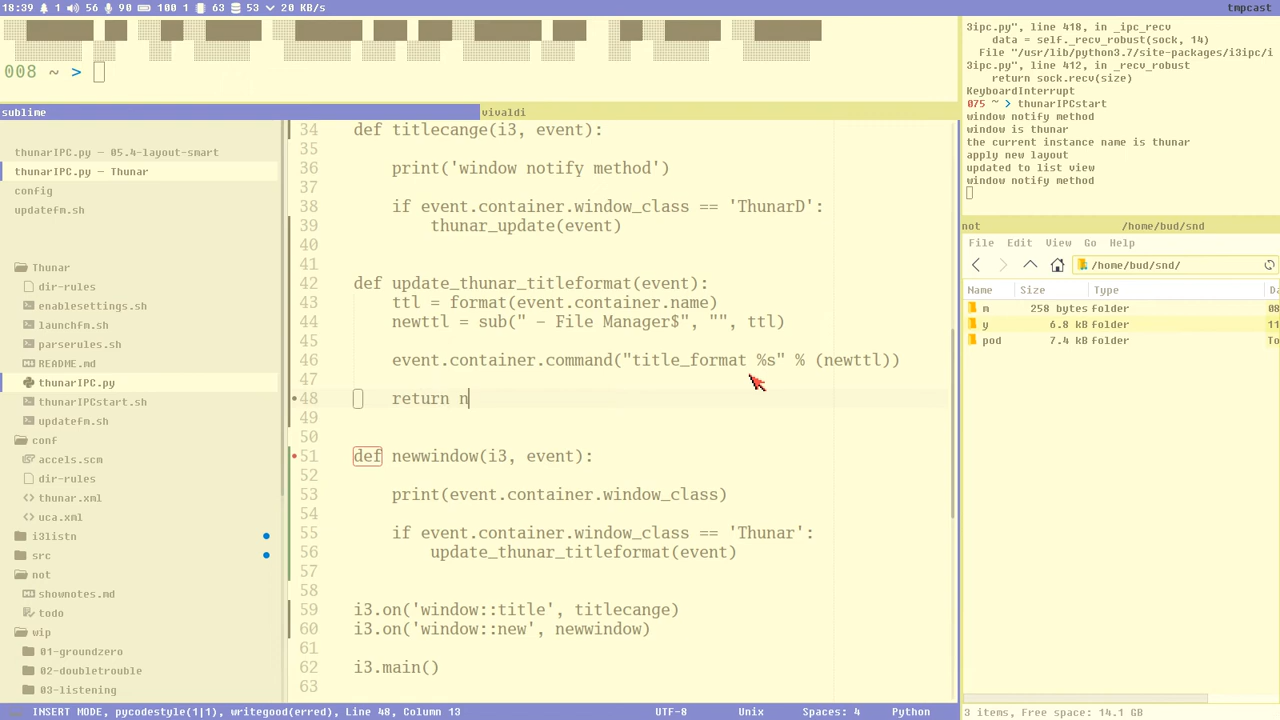 18:39 1 56 90 100 1 63 53 20 KB/s tmpcast
008 ~ >
sublime vivaldi
thunarIPC.py — 05.4-layout-smart
thunarIPC.py — Thunar
config
updatefm.sh
Thunar
dir-rules
enablesettings.sh
launchfm.sh
parserules.sh
README.md
thunarIPC.py
thunarIPCstart.sh
updatefm.sh
conf
accels.scm
dir-rules
thunar.xml
uca.xml
i3listn
src
not
shownotes.md
todo
wip
01-groundzero
02-doubletrouble
03-listening
34 def titlecange(i3, event):
35
36 print('window notify method')
37
38 if event.container.window_class == 'ThunarD':
39 thunar_update(event)
40
41
42 def update_thunar_titleformat(event):
43 ttl = format(event.container.name)
44 newttl = sub(" - File Manager$", "", ttl)
45
46 event.container.command("title_format %s" % (newttl))
47
48 return n
49
50
51 def newwindow(i3, event):
52
53 print(event.container.window_class)
54
55 if event.container.window_class == 'Thunar':
56 update_thunar_titleformat(event)
57
58
59 i3.on('window::title', titlecange)
60 i3.on('window::new', newwindow)
61
62 i3.main()
63
INSERT MODE, pycodestyle(1|1), writegood(erred), Line 48, Column 13 UTF-8 Unix Spaces: 4 Python
3ipc.py", line 418, in _ipc_recv
data = self._recv_robust(sock, 14)
File "/usr/lib/python3.7/site-packages/i3ipc/i
3ipc.py", line 412, in _recv_robust
return sock.recv(size)
KeyboardInterrupt
075 ~ > thunarIPCstart
window notify method
window is thunar
the current instance name is thunar
apply new layout
updated to list view
window notify method
not /home/bud/snd
File Edit View Go Help
/home/bud/snd/
Name Size Type Da
m 258 bytes Folder 08
y 6.8 kB Folder 11
pod 7.4 kB Folder To
3 items, Free space: 14.1 GB